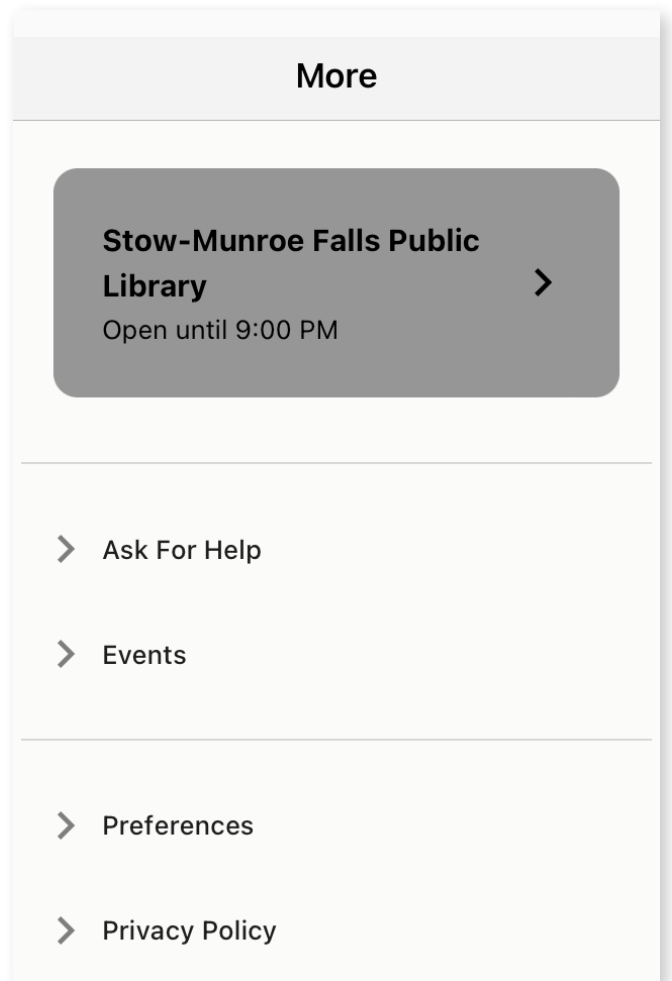 More
Stow-Munroe Falls Public
Library
Open until 9:00 PM
Ask For Help
Events
Preferences
Privacy Policy